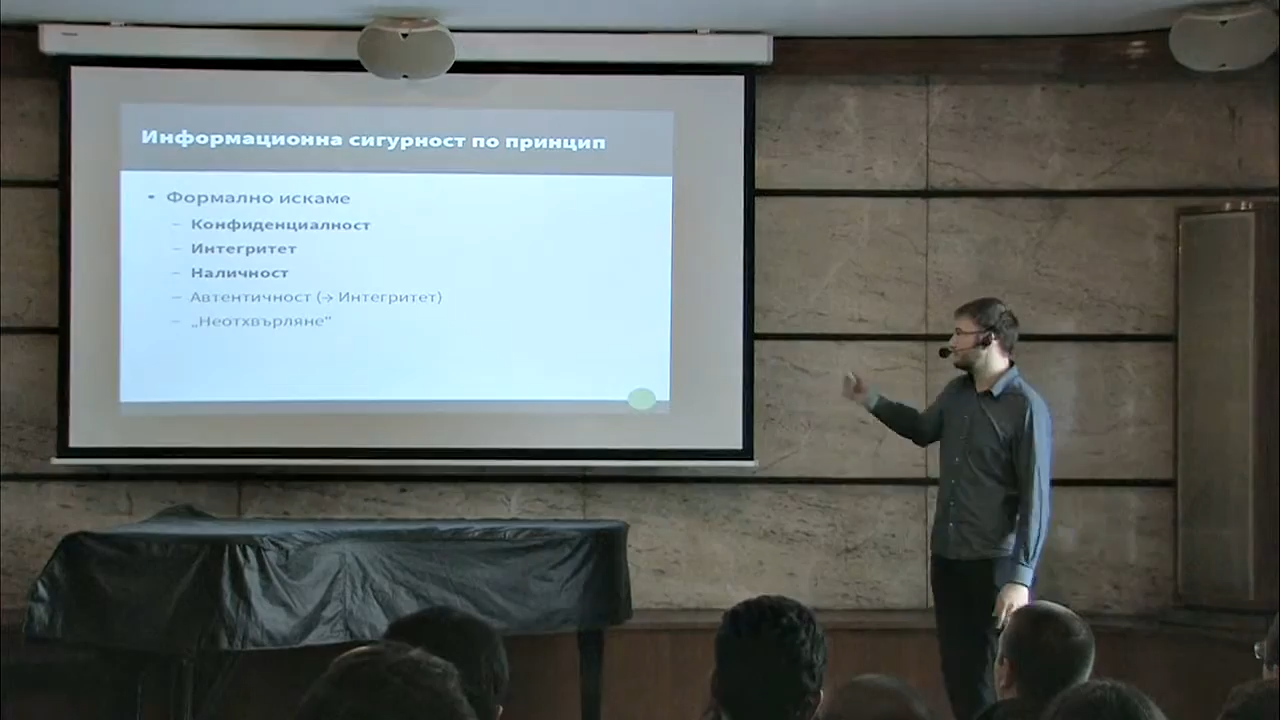 Информационна сигурност по принцип
Формално искаме
Конфиденциалност
Интегритет
Наличност
Автентичност (→ Интегритет)
„Неотхвърляне“